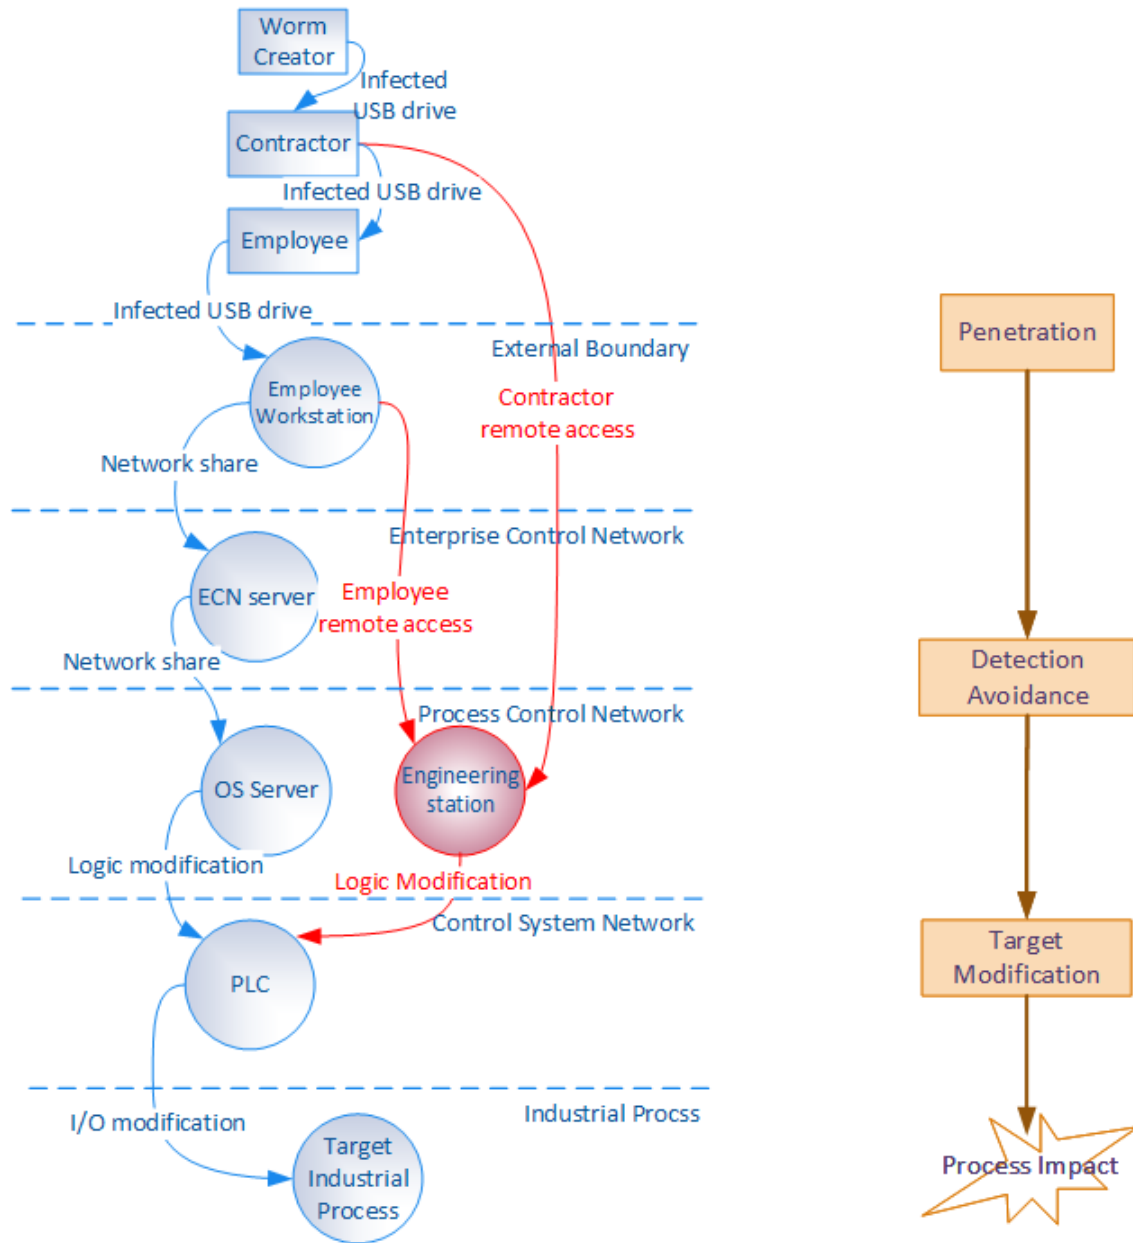 Worm
Creator
Infected
USB drive
Contractor
Infected USB drive
Employee
Infected USB drive
External Boundary
Penetration
Employee
Workstation
Contractor
remote access
Network share
Enterprise Control Network
ECN server
Employee
remote access
Network share
Detection
Avoidance
Process Control Network
OS Server
Engineering
station
Logic modification
Logic Modification
Control System Network
Target
Modification
PLC
I/O modification
Industrial Procss
Target
Industrial
Process
Process Impact